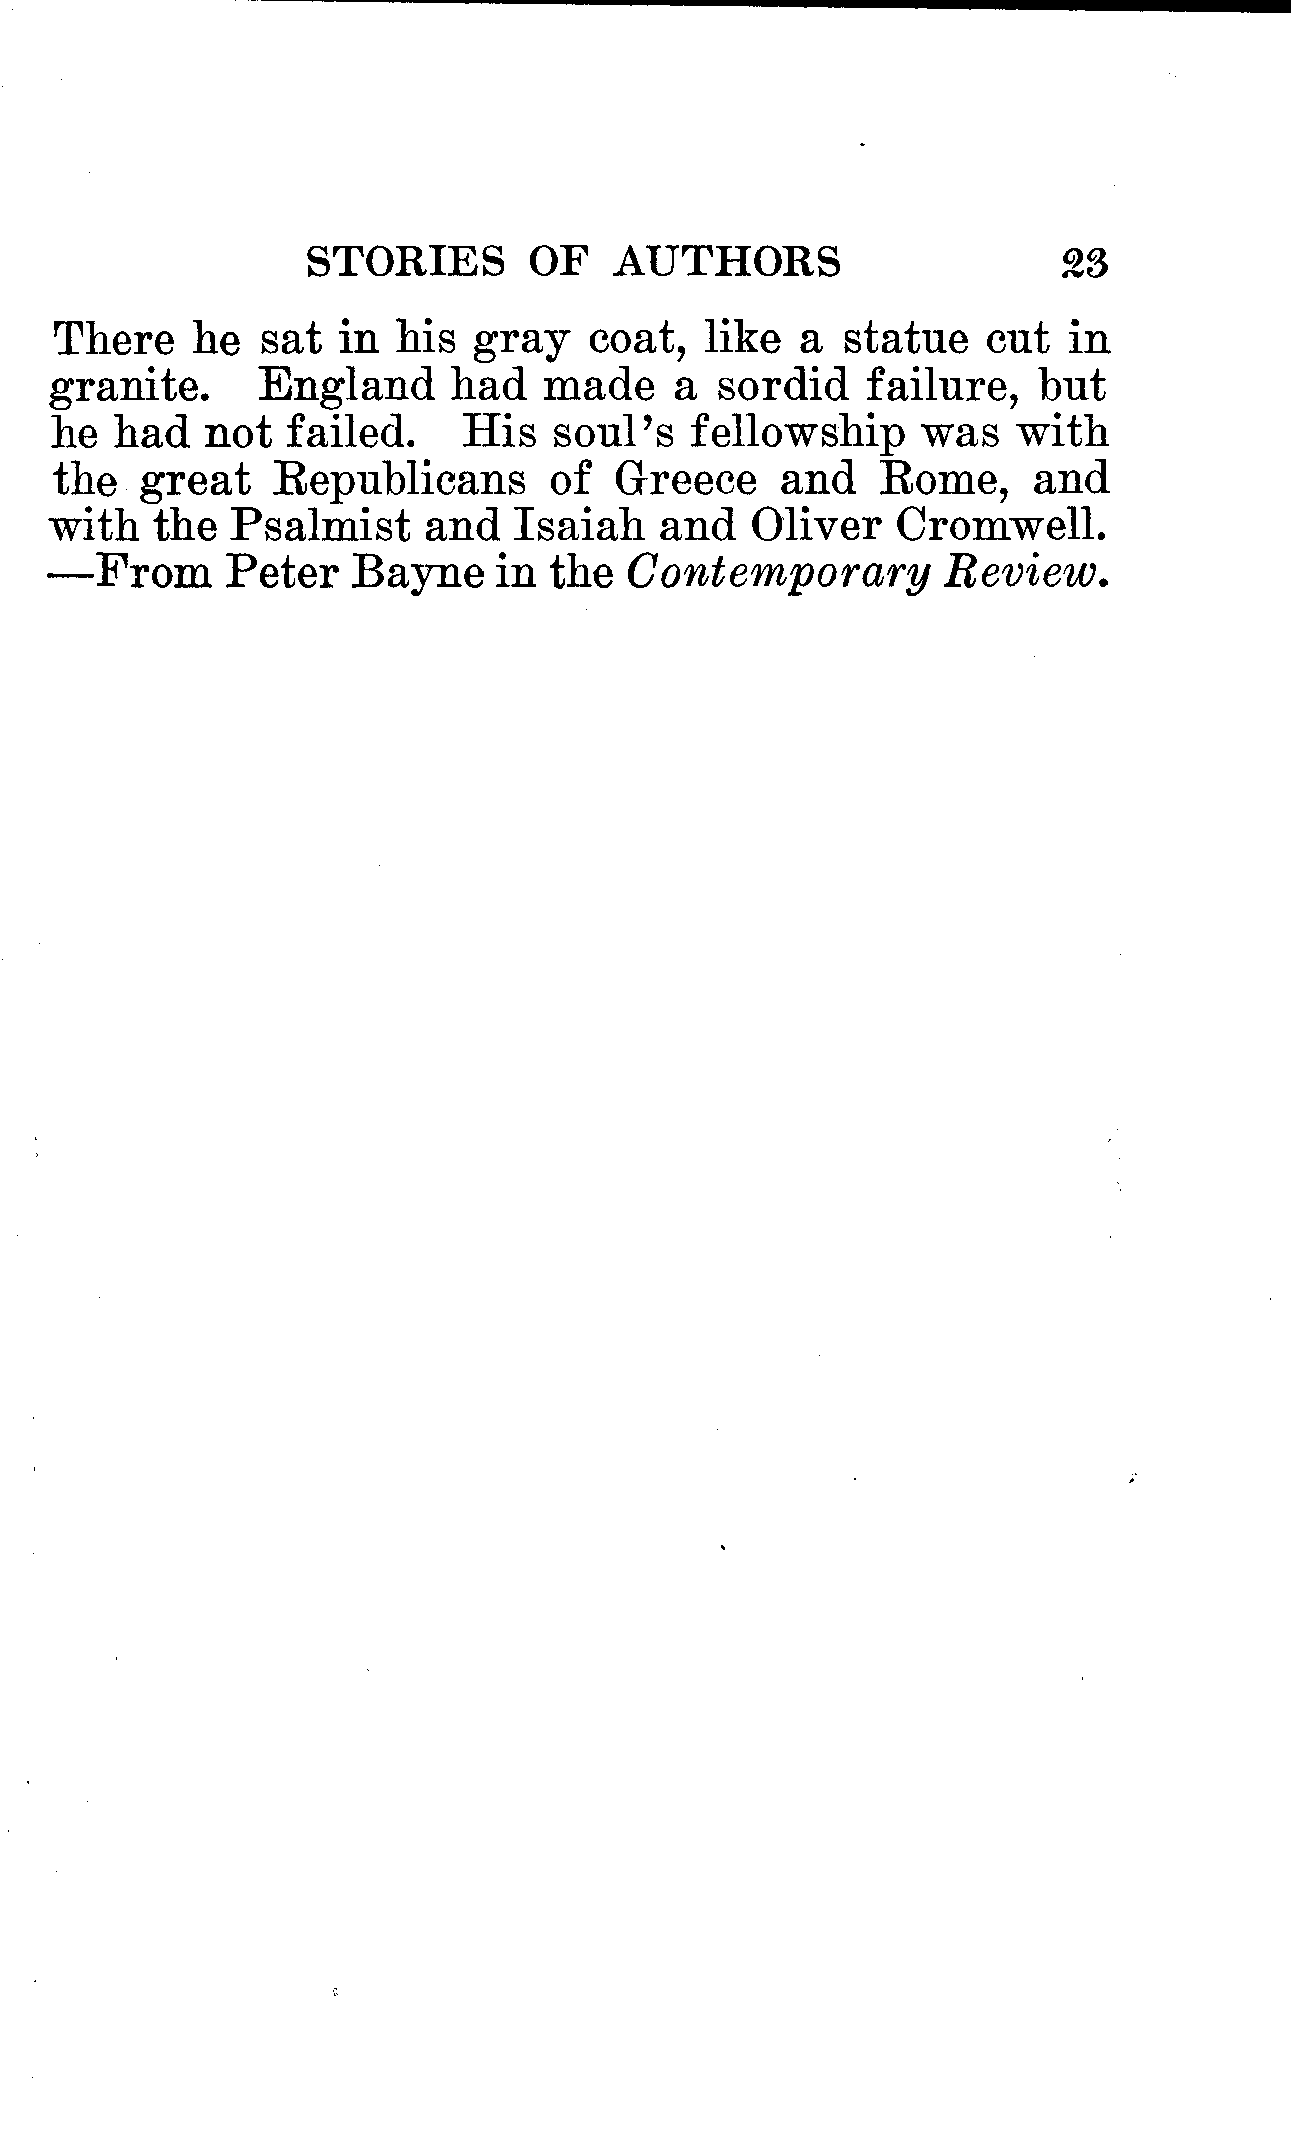 STORIES OF AUTHORS 23
There he sat in his gray coat, like a statue cut in
granite. England had made a sordid failure, but
he had not failed. His soul's fellowship was with
the great Republicans of Greece and Rome, and
with the Psalmist and Isaiah and Oliver Cromwell.
—From Peter Bayne in the Contemporary Review.